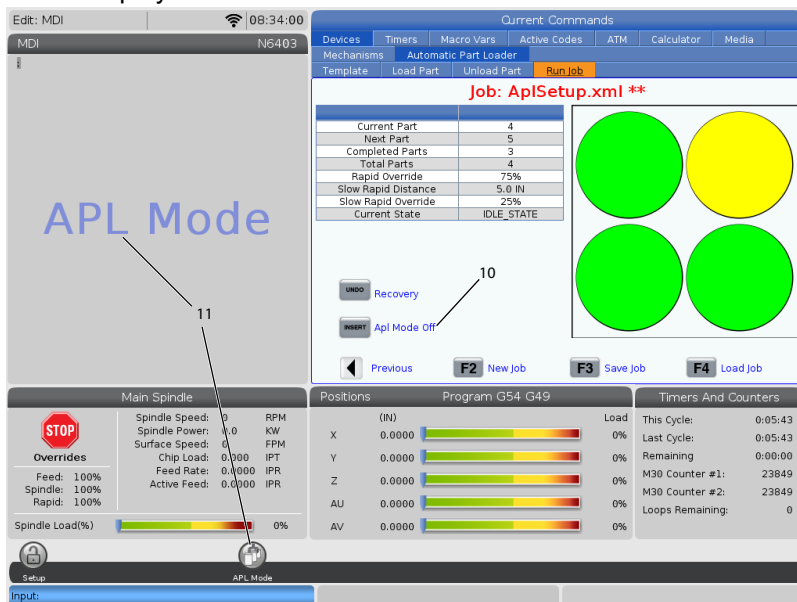 Edit: MDI
08:34:00
Current Commands
MDI N6403
Devices Timers Macro Vars Active Codes ATM Calculator Media
Mechanisms Automatic Part Loader
Template Load Part Unload Part Run Job
Job: AplSetup.xml **
Current Part 4
Next Part 5
Completed Parts 3
Total Parts 4
Rapid Override 75%
Slow Rapid Distance 5.0 IN
Slow Rapid Override 25%
Current State IDLE_STATE
APL Mode
10
UNDO Recovery
11
INSERT Apl Mode Off
Previous F2 New Job F3 Save Job F4 Load Job
Main Spindle
STOP
Overrides
Feed: 100%
Spindle: 100%
Rapid: 100%
Spindle Speed: 0 RPM
Spindle Power: 0.0 KW
Surface Speed: 0 FPM
Chip Load: 0.000 IPT
Feed Rate: 0.0000 IPR
Active Feed: 0.0000 IPR
Spindle Load(%) 0%
Positions Program G54 G49
(IN) Load
X 0.0000 0%
Y 0.0000 0%
Z 0.0000 0%
AU 0.0000 0%
AV 0.0000 0%
Timers And Counters
This Cycle: 0:05:43
Last Cycle: 0:05:43
Remaining 0:00:00
M30 Counter #1: 23849
M30 Counter #2: 23849
Loops Remaining: 0
Setup APL Mode
Input: